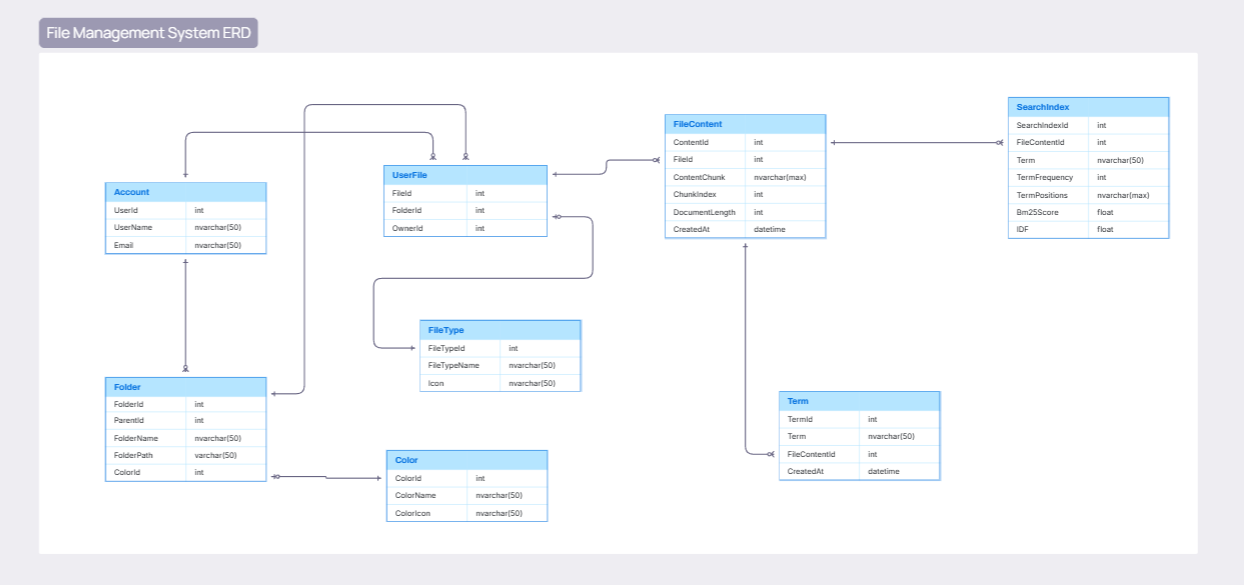 File Management System ERD
Account
UserId int
UserName nvarchar(50)
Email nvarchar(50)
Folder
FolderId int
ParentId int
FolderName nvarchar(50)
FolderPath varchar(50)
ColorId int
UserFile
FileId int
FolderId int
OwnerId int
FileType
FileTypeId int
FileTypeName nvarchar(50)
Icon nvarchar(50)
Color
ColorId int
ColorName nvarchar(50)
ColorIcon nvarchar(50)
FileContent
ContentId int
FileId int
ContentChunk nvarchar(max)
ChunkIndex int
DocumentLength int
CreatedAt datetime
Term
TermId int
Term nvarchar(50)
FileContentId int
CreatedAt datetime
SearchIndex
SearchIndexId int
FileContentId int
Term nvarchar(50)
TermFrequency int
TermPositions nvarchar(max)
Bm25Score float
IDF float